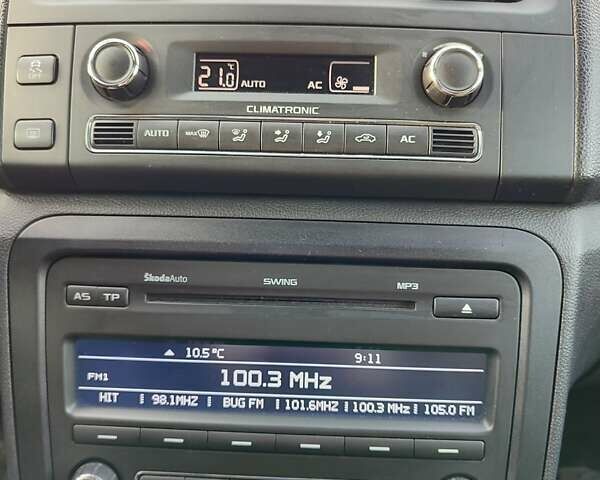 21.0 °C AUTO AC
CLIMATRONIC
OFF
AUTO MAX AC
ŠkodaAuto SWING MP3
AS TP
10.5 °C 9:11
FM1 100.3 MHz
HIT 98.1MHZ BUG FM 101.6MHZ 100.3 MHz 105.0 FM